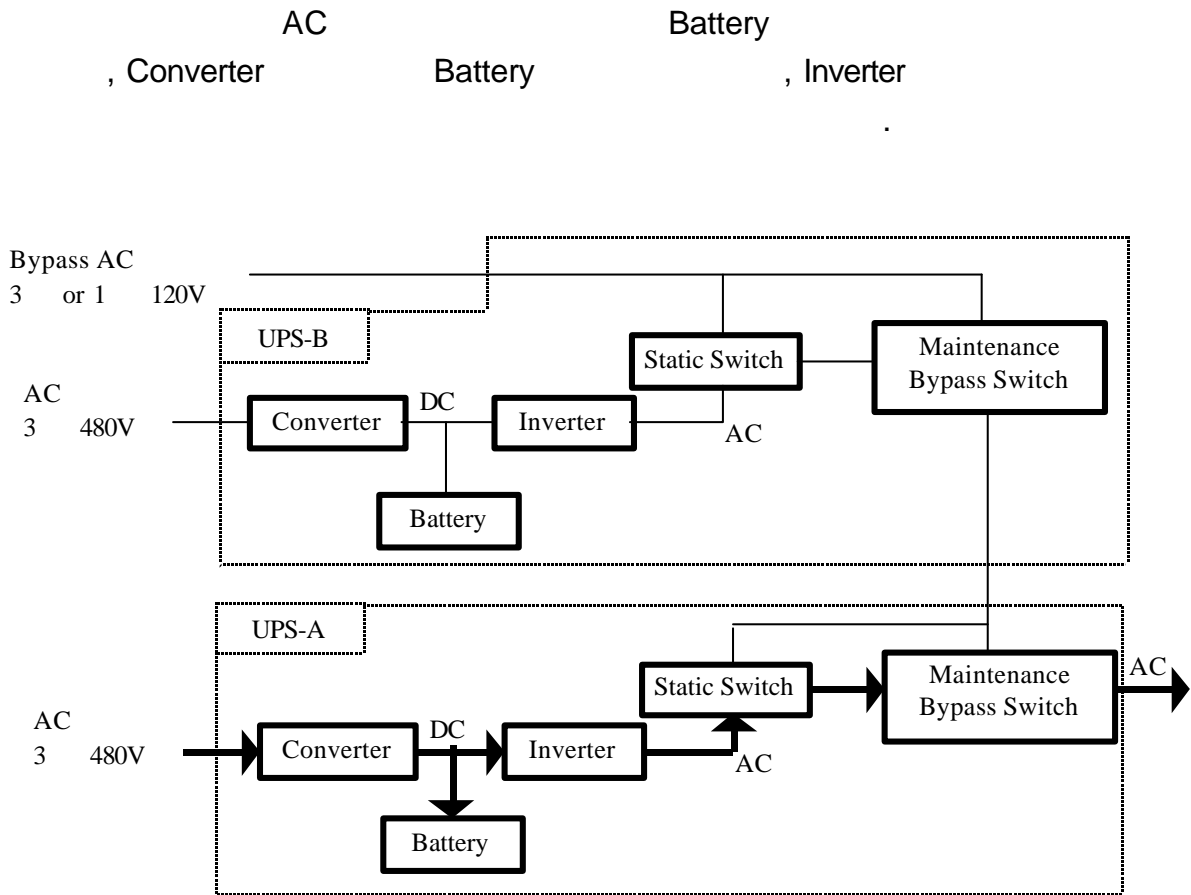 AC Battery
, Converter Battery , Inverter
.
Bypass AC
3 or 1 120V
UPS-B
Static Switch
Maintenance
Bypass Switch
AC
3 480V
Converter
DC
Inverter
AC
Battery
UPS-A
Static Switch
Maintenance
Bypass Switch
AC
AC
3 480V
Converter
DC
Inverter
AC
Battery